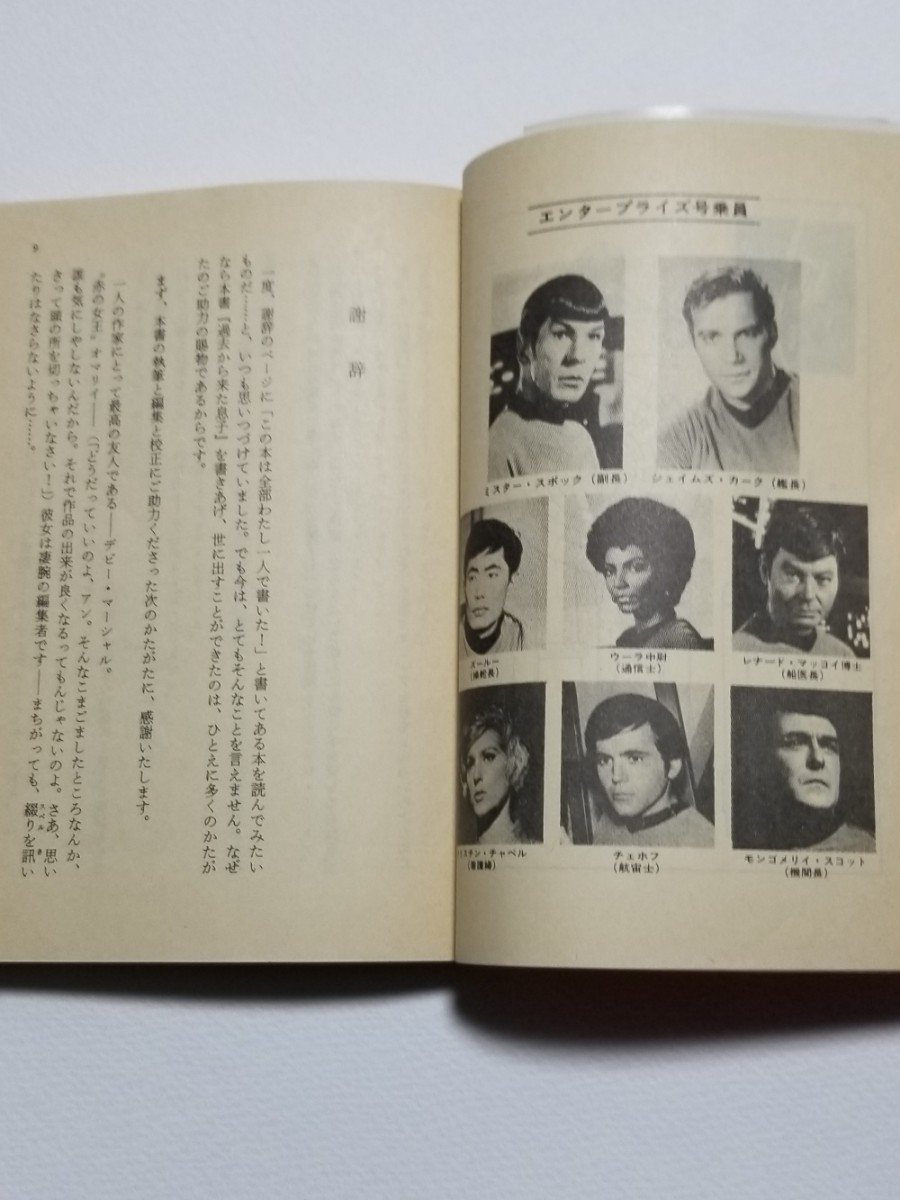 エンタープライズ号乗員
ミスター・スポック(副長)
ジェイムズ・カーク(艦長)
スールー
ウーラ中尉
(通信士)
レナード・マッコイ博士
(船医長)
スチン・チャペル
(看護婦)
チェホフ
(航宙士)
モンゴメリイ・スコット
(機関長)
謝辞
一度、謝辞のページに「この本は全部わたし一人で書いた!」と書いてある本を読んでみたい
ものだ……と、いつも思いつづけていました。でも今は、とてもそんなことを言えません。なぜ
なら本書『過去から来た息子』を書きあげ、世に出すことができたのは、ひとえに多くのかたが
たのご助力の賜物であるからです。
まず、本書の執筆と編集と校正にご助力くださった次のかたがたに、感謝いたします。
一人の作家にとって最高の友人である――デビー・マーシャル。
"赤の女王" オマリイ――(「どうだっていいのよ、アン。そんなこまごましたところなんか、
誰も気にしやしないんだから。それで作品の出来が良くなるってもんじゃないのよ。さあ、思い
きって頭の所を切っちゃいなさい!」)彼女は凄腕の編集者です――まちがっても、綴りを訊い
たりはなさらないように……。
9